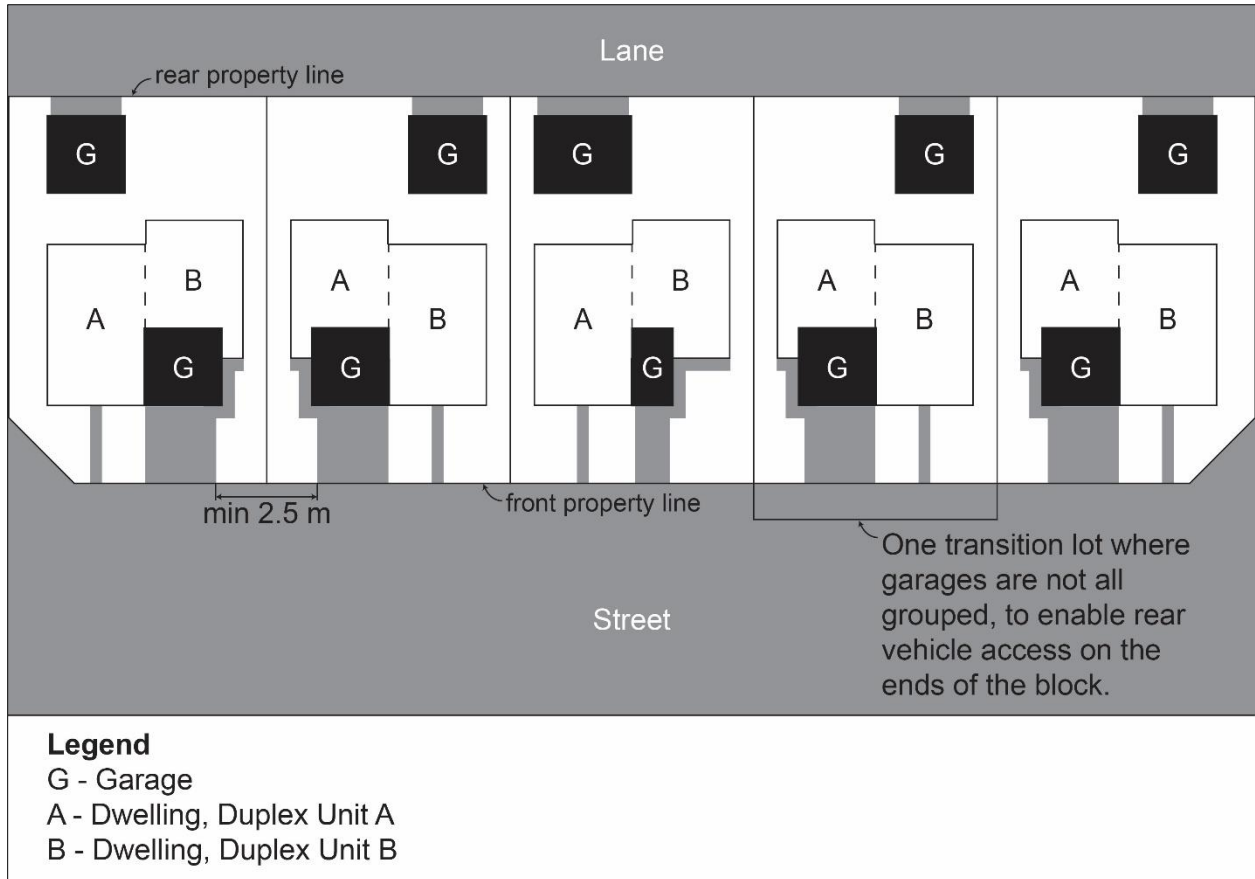 Lane
rear property line
G
G
G
G
G
A
B
A
B
A
B
A
B
A
B
G
G
G
G
G
min 2.5 m
front property line
One transition lot where
garages are not all
grouped, to enable rear
vehicle access on the
ends of the block.
Street
Legend
G - Garage
A - Dwelling, Duplex Unit A
B - Dwelling, Duplex Unit B